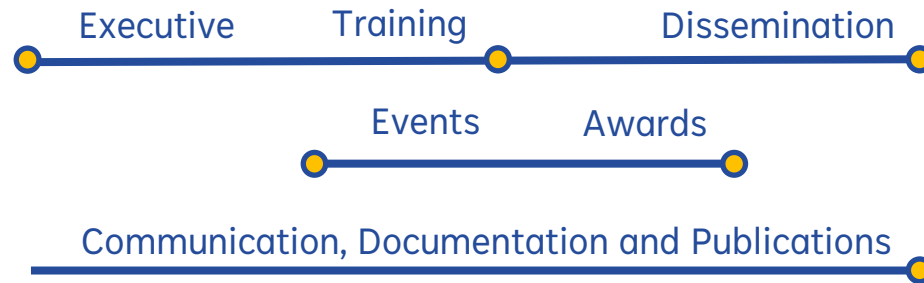 Executive Training Dissemination
Events Awards
Communication, Documentation and Publications